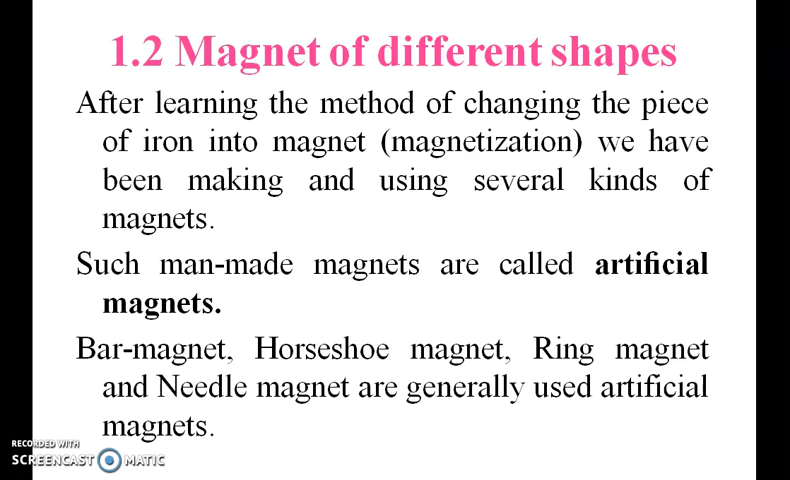 1.2 Magnet of different shapes
After learning the method of changing the piece
of iron into magnet (magnetization) we have
been making and using several kinds of
magnets.
Such man-made magnets are called artificial
magnets.
Bar-magnet, Horseshoe magnet, Ring magnet
and Needle magnet are generally used artificial
magnets.
RECORDED WITH
SCREENCAST MATIC